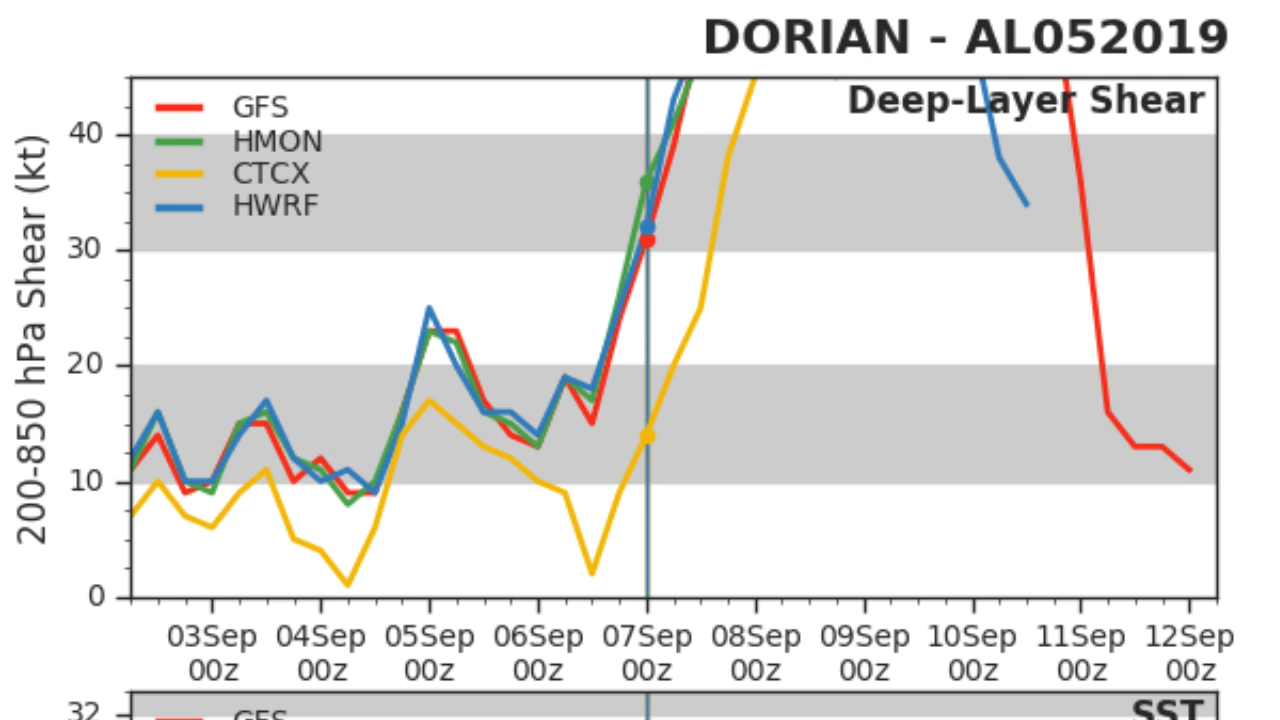 DORIAN - AL052019
Deep-Layer Shear
GFS
HMON
CTCX
HWRF
200-850 hPa Shear (kt)
40
30
20
10
0
03Sep 04Sep 05Sep 06Sep 07Sep 08Sep 09Sep 10Sep 11Sep 12Sep
00z 00z 00z 00z 00z 00z 00z 00z 00z 00z
32
GFS
SST